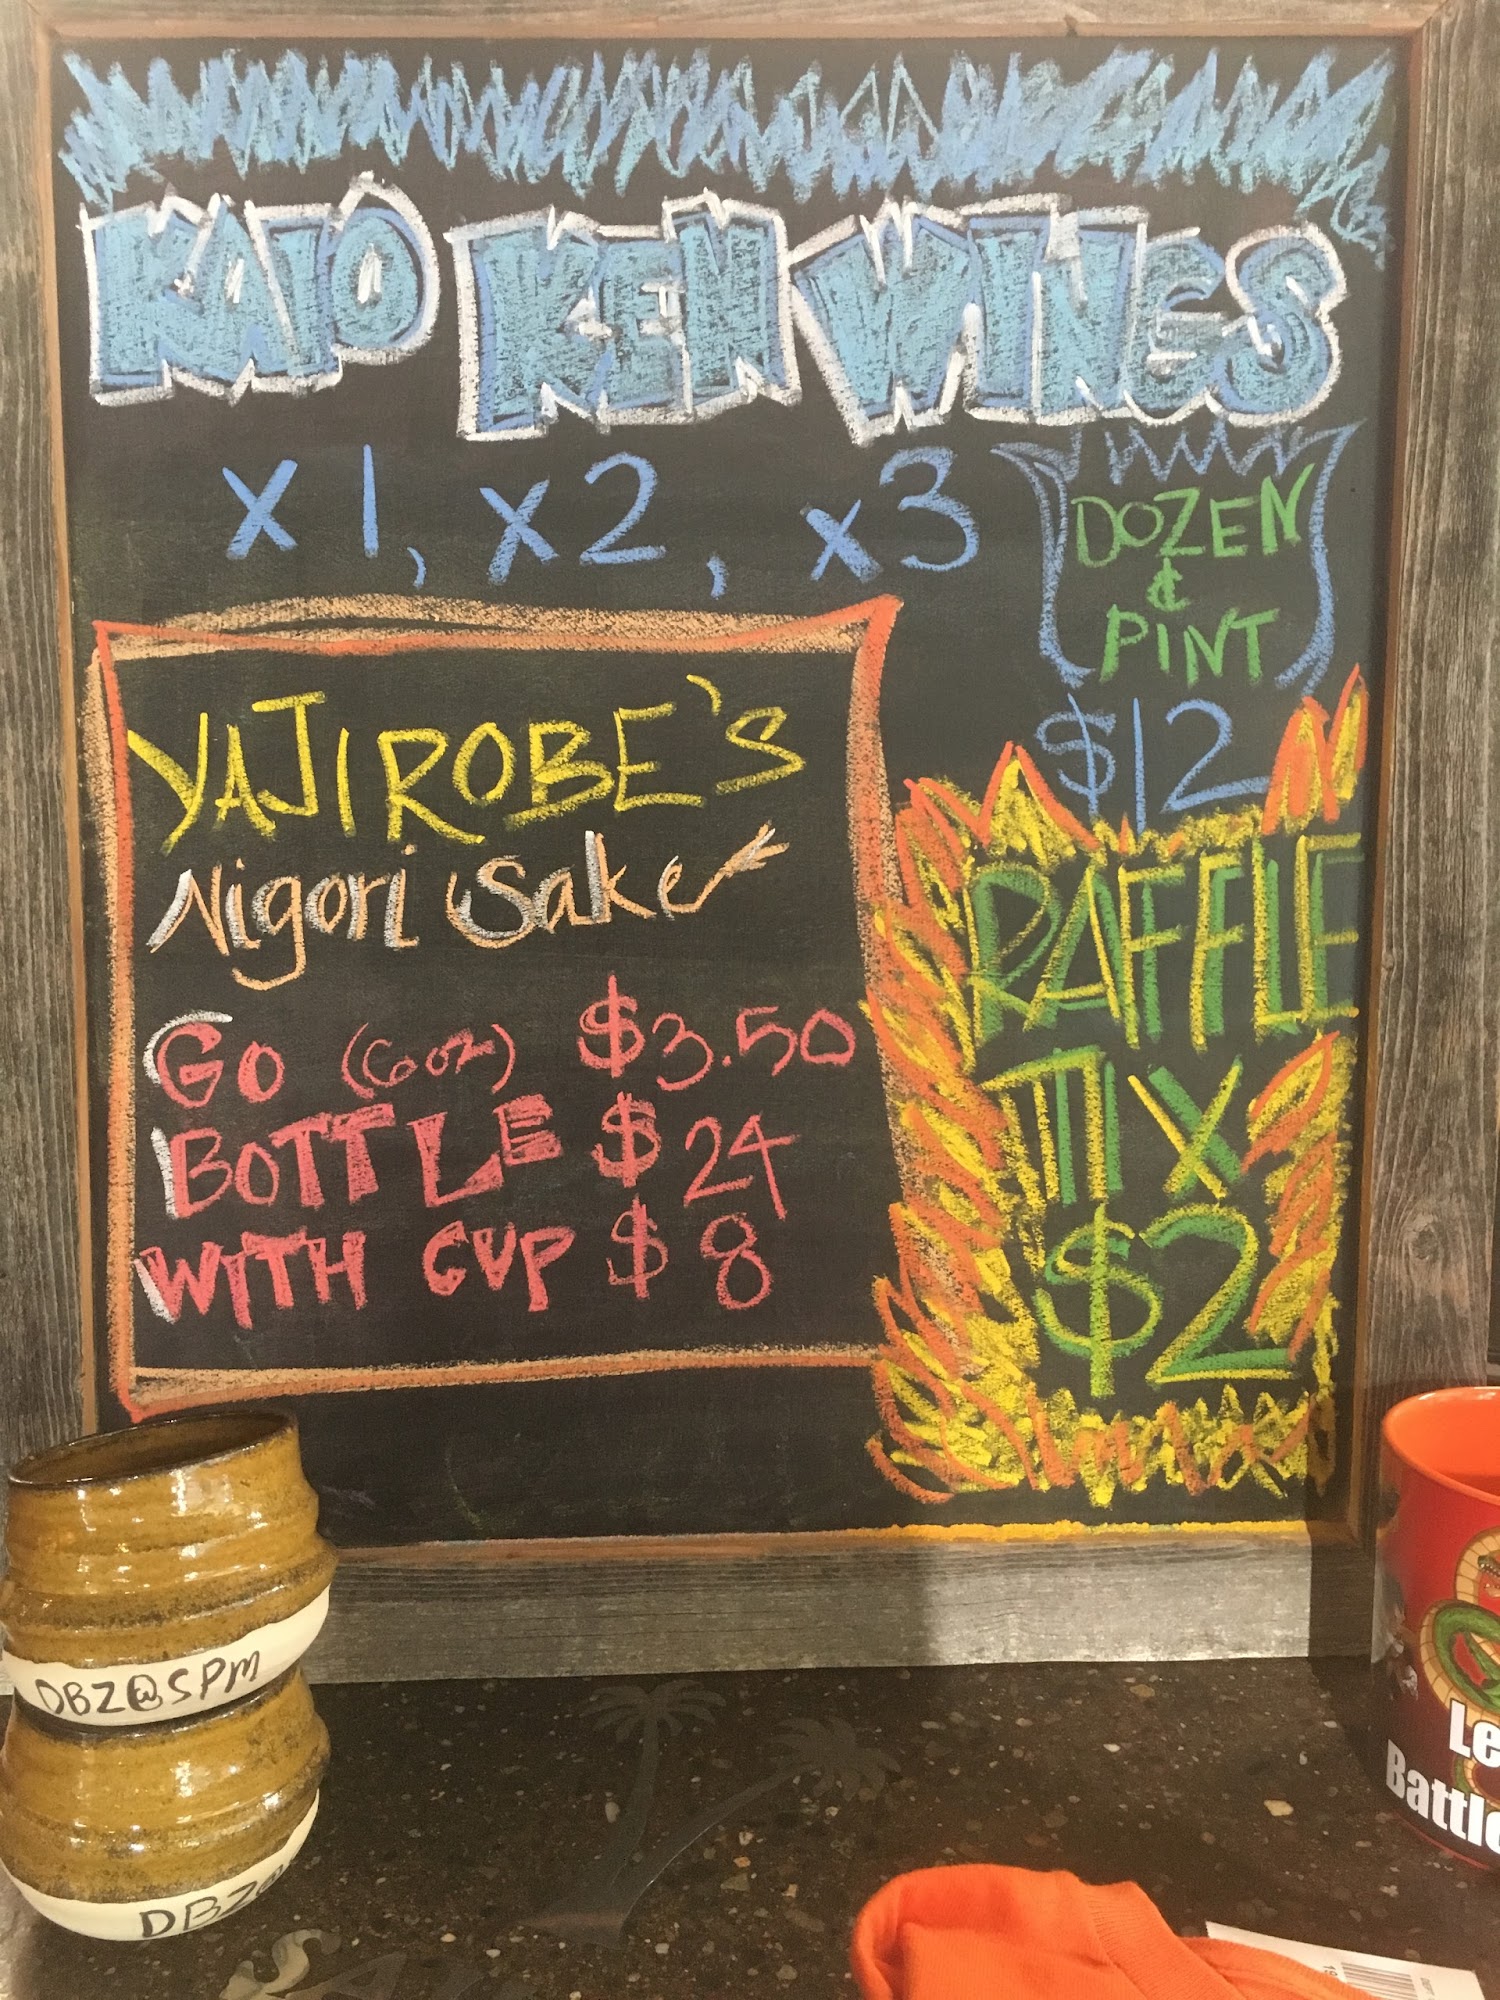 KAIO KEN WINGS
x1, x2, x3
DOZEN
&
PINT
$12
YAJIROBE'S
Nigori Sake
GO (6oz) $3.50
BOTTLE $24
WITH CUP $8
RAFFLE
TIX
$2
DBZ@SPM
DBZ@
Le
Battle